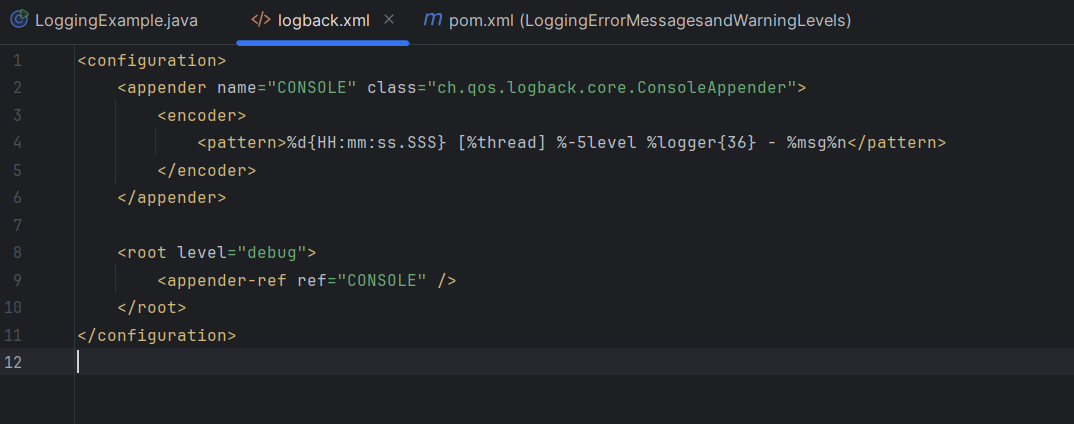 LoggingExample.java
logback.xml
pom.xml (LoggingErrorMessagesandWarningLevels)
1 <configuration>
2     <appender name="CONSOLE" class="ch.qos.logback.core.ConsoleAppender">
3         <encoder>
4             <pattern>%d{HH:mm:ss.SSS} [%thread] %-5level %logger{36} - %msg%n</pattern>
5         </encoder>
6     </appender>
7
8     <root level="debug">
9         <appender-ref ref="CONSOLE" />
10     </root>
11 </configuration>
12